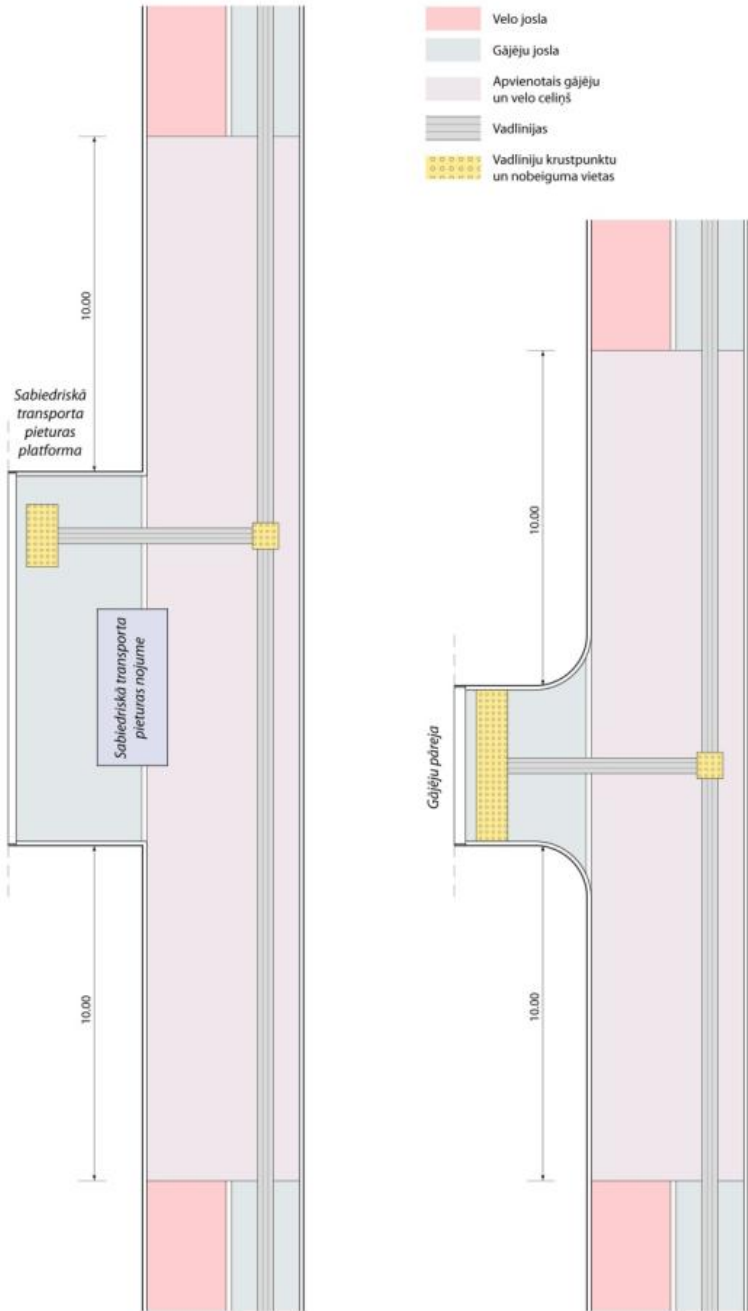 Velo josla
Gājēju josla
Apvienotais gājēju
un velo celiņš
Vadlīnijas
Vadlīniju krustpunktu
un nobeiguma vietas
10.00
Sabiedriskā
transporta
pieturas
platforma
Sabiedriskā transporta
pieturas nojume
10.00
10.00
Gājēju pāreja
10.00